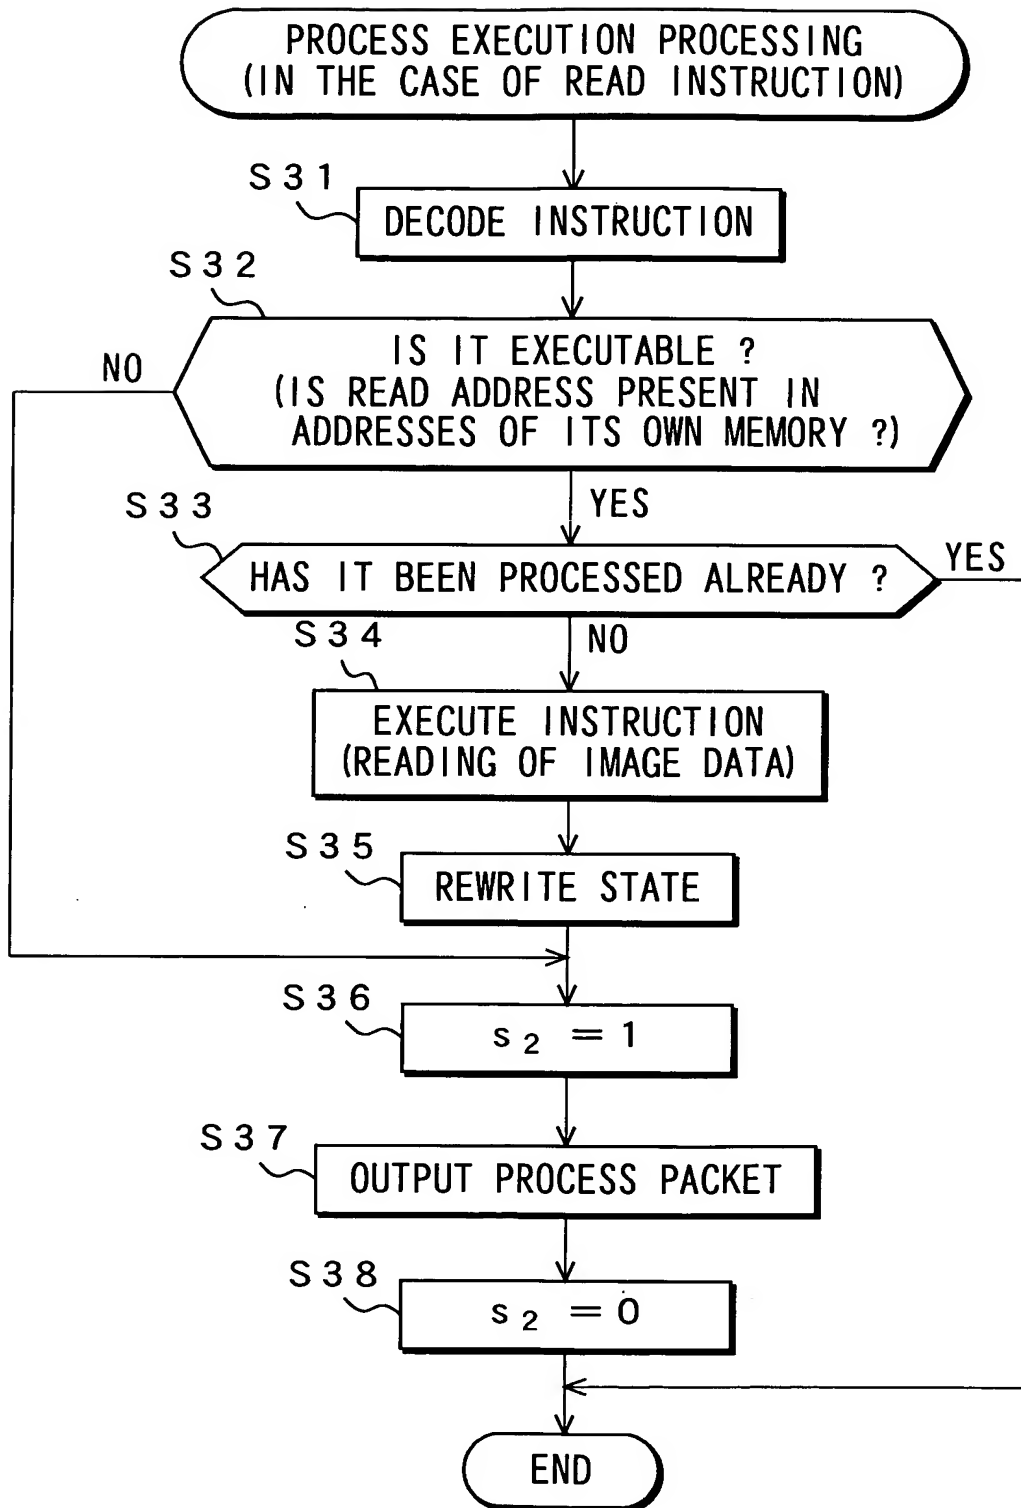 PROCESS EXECUTION PROCESSING
(IN THE CASE OF READ INSTRUCTION)
S31
DECODE INSTRUCTION
S32
NO
IS IT EXECUTABLE ?
(IS READ ADDRESS PRESENT IN
ADDRESSES OF ITS OWN MEMORY ?)
YES
S33
HAS IT BEEN PROCESSED ALREADY ?
YES
NO
S34
EXECUTE INSTRUCTION
(READING OF IMAGE DATA)
S35
REWRITE STATE
S36
s₂ = 1
S37
OUTPUT PROCESS PACKET
S38
s₂ = 0
END